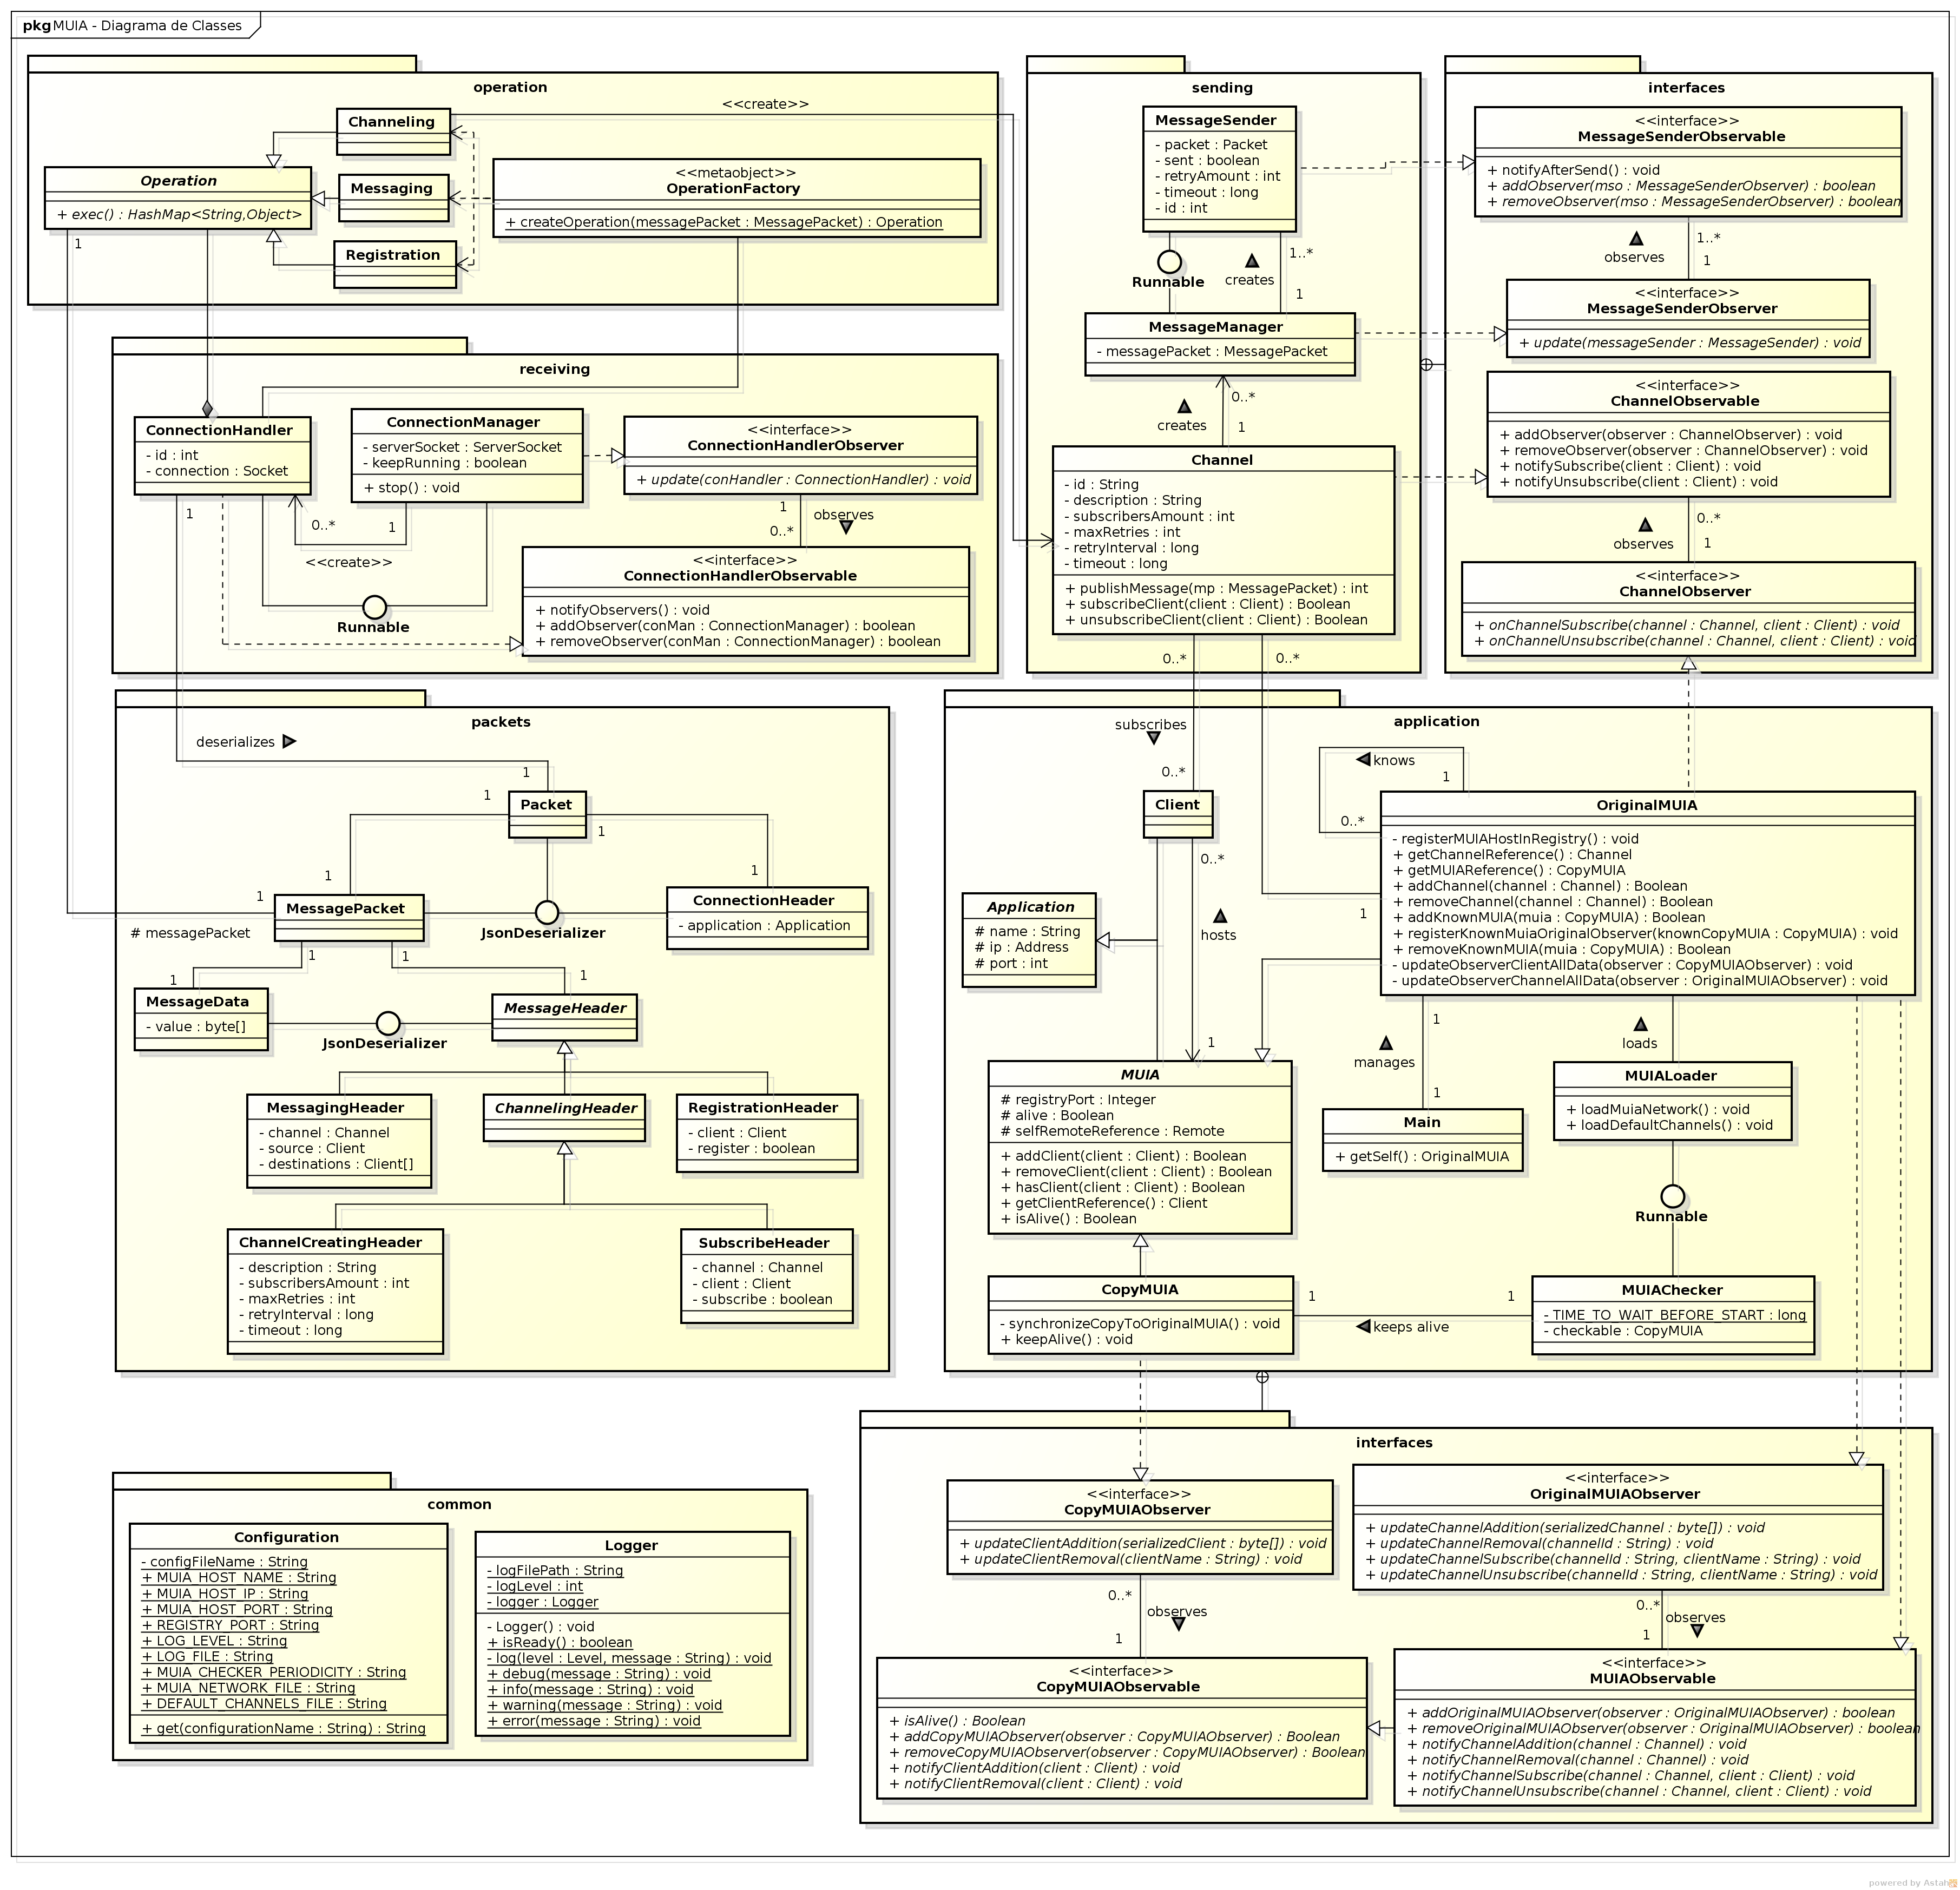 pkg MUIA - Diagrama de Classes
operation
<<create>>
Channeling
Operation
+ exec() : HashMap<String,Object>
Messaging
Registration
<<metaobject>>
OperationFactory
+ createOperation(messagePacket : MessagePacket) : Operation
1
sending
MessageSender
- packet : Packet
- sent : boolean
- retryAmount : int
- timeout : long
- id : int
Runnable
creates
1..*
1
MessageManager
- messagePacket : MessagePacket
creates
0..*
1
Channel
- id : String
- description : String
- subscribersAmount : int
- maxRetries : int
- retryInterval : long
- timeout : long
+ publishMessage(mp : MessagePacket) : int
+ subscribeClient(client : Client) : Boolean
+ unsubscribeClient(client : Client) : Boolean
0..*
0..*
interfaces
<<interface>>
MessageSenderObservable
+ notifyAfterSend() : void
+ addObserver(mso : MessageSenderObserver) : boolean
+ removeObserver(mso : MessageSenderObserver) : boolean
observes
1..*
1
<<interface>>
MessageSenderObserver
+ update(messageSender : MessageSender) : void
<<interface>>
ChannelObservable
+ addObserver(observer : ChannelObserver) : void
+ removeObserver(observer : ChannelObserver) : void
+ notifySubscribe(client : Client) : void
+ notifyUnsubscribe(client : Client) : void
observes
0..*
1
<<interface>>
ChannelObserver
+ onChannelSubscribe(channel : Channel, client : Client) : void
+ onChannelUnsubscribe(channel : Channel, client : Client) : void
receiving
ConnectionHandler
- id : int
- connection : Socket
1
ConnectionManager
- serverSocket : ServerSocket
- keepRunning : boolean
+ stop() : void
0..*
1
<<create>>
Runnable
<<interface>>
ConnectionHandlerObserver
+ update(conHandler : ConnectionHandler) : void
1
observes
0..*
<<interface>>
ConnectionHandlerObservable
+ notifyObservers() : void
+ addObserver(conMan : ConnectionManager) : boolean
+ removeObserver(conMan : ConnectionManager) : boolean
packets
deserializes
1
1
Packet
1
1
1
1
MessagePacket
# messagePacket
JsonDeserializer
ConnectionHeader
- application : Application
1
1
1
1
MessageData
- value : byte[]
JsonDeserializer
MessageHeader
MessagingHeader
- channel : Channel
- source : Client
- destinations : Client[]
ChannelingHeader
RegistrationHeader
- client : Client
- register : boolean
ChannelCreatingHeader
- description : String
- subscribersAmount : int
- maxRetries : int
- retryInterval : long
- timeout : long
SubscribeHeader
- channel : Channel
- client : Client
- subscribe : boolean
application
subscribes
0..*
Client
0..*
hosts
1
1
Application
# name : String
# ip : Address
# port : int
knows
1
0..*
OriginalMUIA
- registerMUIAHostInRegistry() : void
+ getChannelReference() : Channel
+ getMUIAReference() : CopyMUIA
+ addChannel(channel : Channel) : Boolean
+ removeChannel(channel : Channel) : Boolean
+ addKnownMUIA(muia : CopyMUIA) : Boolean
+ registerKnownMuiaOriginalObserver(knownCopyMUIA : CopyMUIA) : void
+ removeKnownMUIA(muia : CopyMUIA) : Boolean
- updateObserverClientAllData(observer : CopyMUIAObserver) : void
- updateObserverChannelAllData(observer : OriginalMUIAObserver) : void
1
manages
1
loads
MUIA
# registryPort : Integer
# alive : Boolean
# selfRemoteReference : Remote
+ addClient(client : Client) : Boolean
+ removeClient(client : Client) : Boolean
+ hasClient(client : Client) : Boolean
+ getClientReference() : Client
+ isAlive() : Boolean
Main
+ getSelf() : OriginalMUIA
MUIALoader
+ loadMuiaNetwork() : void
+ loadDefaultChannels() : void
Runnable
CopyMUIA
- synchronizeCopyToOriginalMUIA() : void
+ keepAlive() : void
1
1
keeps alive
MUIAChecker
- TIME_TO_WAIT_BEFORE_START : long
- checkable : CopyMUIA
interfaces
<<interface>>
CopyMUIAObserver
+ updateClientAddition(serializedClient : byte[]) : void
+ updateClientRemoval(clientName : String) : void
0..*
observes
1
<<interface>>
OriginalMUIAObserver
+ updateChannelAddition(serializedChannel : byte[]) : void
+ updateChannelRemoval(channelId : String) : void
+ updateChannelSubscribe(channelId : String, clientName : String) : void
+ updateChannelUnsubscribe(channelId : String, clientName : String) : void
0..*
observes
1
<<interface>>
CopyMUIAObservable
+ isAlive() : Boolean
+ addCopyMUIAObserver(observer : CopyMUIAObserver) : Boolean
+ removeCopyMUIAObserver(observer : CopyMUIAObserver) : Boolean
+ notifyClientAddition(client : Client) : void
+ notifyClientRemoval(client : Client) : void
<<interface>>
MUIAObservable
+ addOriginalMUIAObserver(observer : OriginalMUIAObserver) : boolean
+ removeOriginalMUIAObserver(observer : OriginalMUIAObserver) : boolean
+ notifyChannelAddition(channel : Channel) : void
+ notifyChannelRemoval(channel : Channel) : void
+ notifyChannelSubscribe(channel : Channel, client : Client) : void
+ notifyChannelUnsubscribe(channel : Channel, client : Client) : void
common
Configuration
- configFileName : String
+ MUIA_HOST_NAME : String
+ MUIA_HOST_IP : String
+ MUIA_HOST_PORT : String
+ REGISTRY_PORT : String
+ LOG_LEVEL : String
+ LOG_FILE : String
+ MUIA_CHECKER_PERIODICITY : String
+ MUIA_NETWORK_FILE : String
+ DEFAULT_CHANNELS_FILE : String
+ get(configurationName : String) : String
Logger
- logFilePath : String
- logLevel : int
- logger : Logger
- Logger() : void
+ isReady() : boolean
- log(level : Level, message : String) : void
+ debug(message : String) : void
+ info(message : String) : void
+ warning(message : String) : void
+ error(message : String) : void
powered by Astah